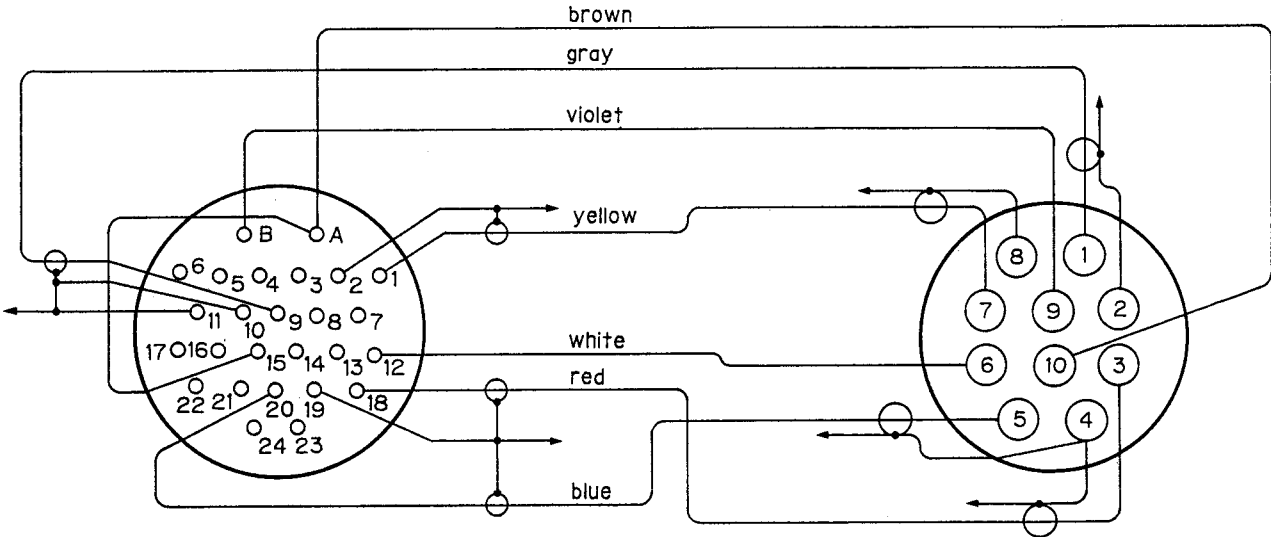 brown
gray
violet
yellow
B A
6 5 4 3 2 1
11 10 9 8 7
17 16 15 14 13 12
22 21 20 19 18
24 23
white
red
blue
8 1
7 9 2
6 10 3
5 4